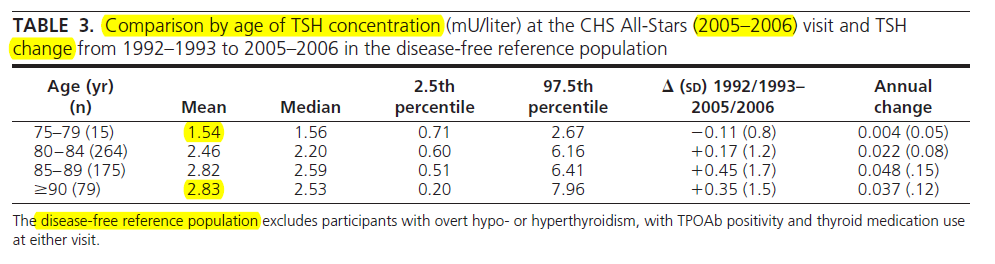 TABLE 3. Comparison by age of TSH concentration (mU/liter) at the CHS All-Stars (2005–2006) visit and TSH
change from 1992–1993 to 2005–2006 in the disease-free reference population
Age (yr) 2.5th 97.5th Δ (SD) 1992/1993– Annual
(n) Mean Median percentile percentile 2005/2006 change
75–79 (15) 1.54 1.56 0.71 2.67 −0.11 (0.8) 0.004 (0.05)
80–84 (264) 2.46 2.20 0.60 6.16 +0.17 (1.2) 0.022 (0.08)
85–89 (175) 2.82 2.59 0.51 6.41 +0.45 (1.7) 0.048 (.15)
≥90 (79) 2.83 2.53 0.20 7.96 +0.35 (1.5) 0.037 (.12)
The disease-free reference population excludes participants with overt hypo- or hyperthyroidism, with TPOAb positivity and thyroid medication use
at either visit.